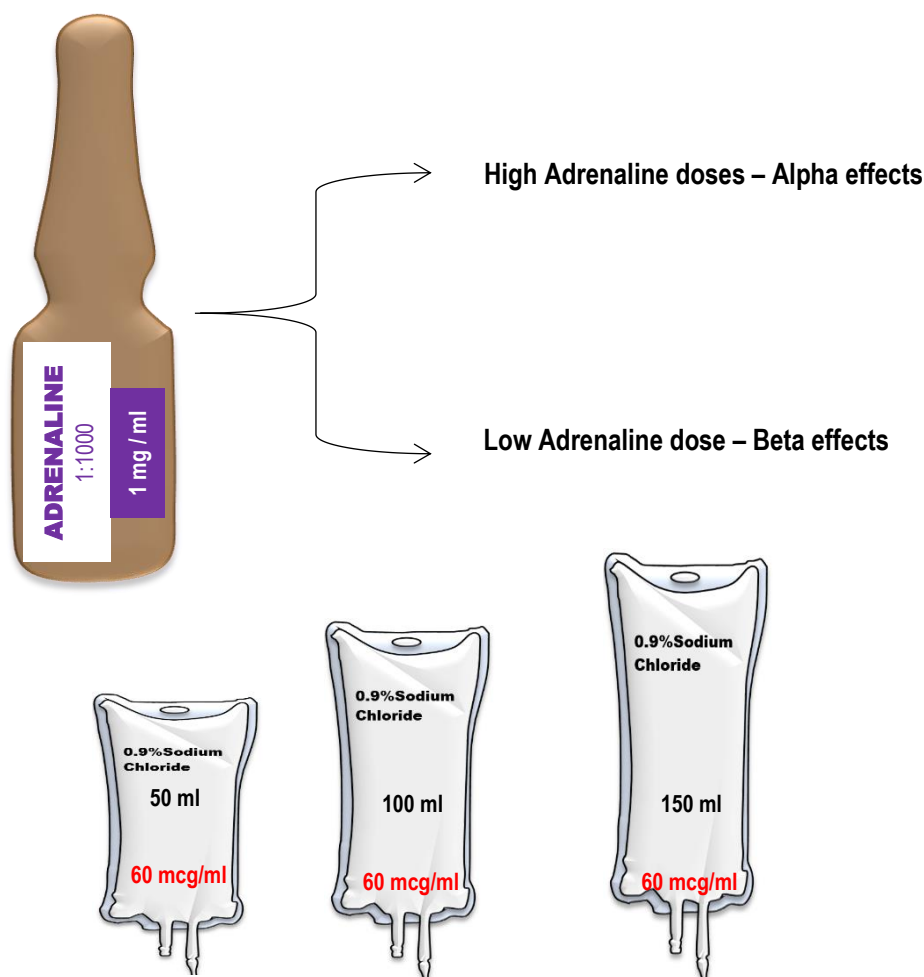 ADRENALINE
1:1000
1 mg / ml
High Adrenaline doses – Alpha effects
Low Adrenaline dose – Beta effects
0.9%Sodium
Chloride
50 ml
60 mcg/ml
0.9%Sodium
Chloride
100 ml
60 mcg/ml
0.9%Sodium
Chloride
150 ml
60 mcg/ml